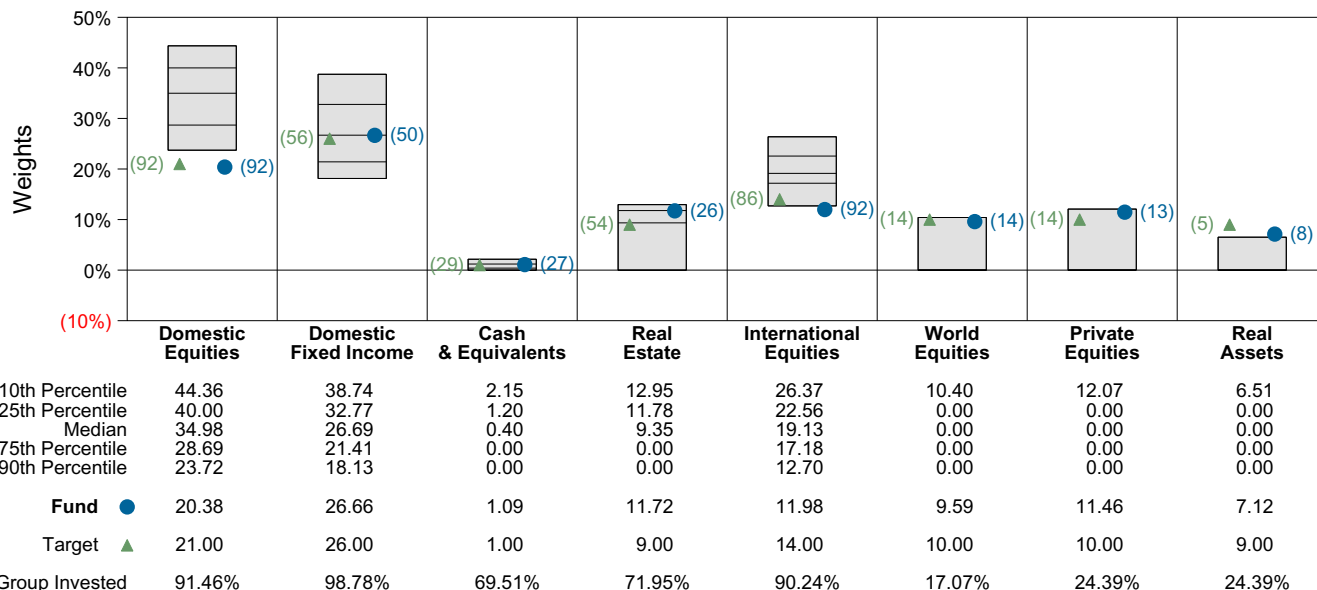 50%
40%
30%
20%
10%
0%
(10%)
Weights
(92) (92)
(56) (50)
(29) (27)
(54) (26)
(86) (92)
(14) (14)
(14) (13)
(5) (8)
Domestic Equities Domestic Fixed Income Cash & Equivalents Real Estate International Equities World Equities Private Equities Real Assets
10th Percentile 44.36 38.74 2.15 12.95 26.37 10.40 12.07 6.51
25th Percentile 40.00 32.77 1.20 11.78 22.56 0.00 0.00 0.00
Median 34.98 26.69 0.40 9.35 19.13 0.00 0.00 0.00
75th Percentile 28.69 21.41 0.00 0.00 17.18 0.00 0.00 0.00
90th Percentile 23.72 18.13 0.00 0.00 12.70 0.00 0.00 0.00
Fund 20.38 26.66 1.09 11.72 11.98 9.59 11.46 7.12
Target 21.00 26.00 1.00 9.00 14.00 10.00 10.00 9.00
Group Invested 91.46% 98.78% 69.51% 71.95% 90.24% 17.07% 24.39% 24.39%